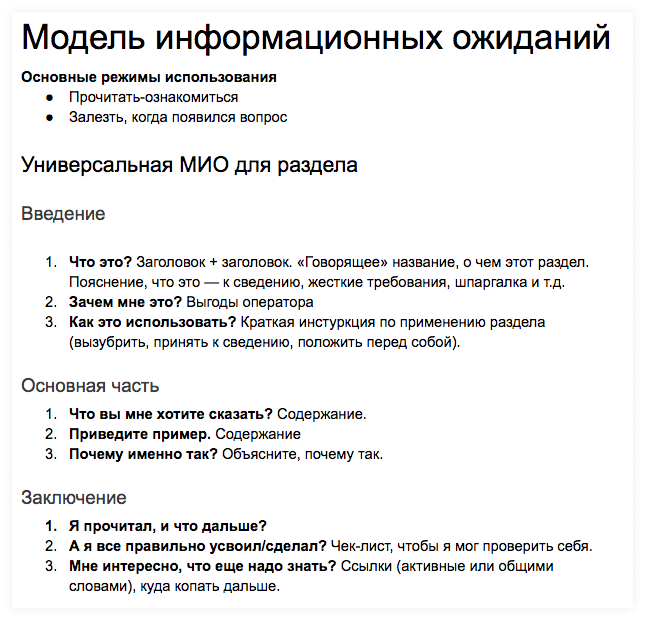 Модель информационных ожиданий
Основные режимы использования
● Прочитать-ознакомиться
● Залезть, когда появился вопрос
Универсальная МИО для раздела
Введение
1. Что это? Заголовок + заголовок. «Говорящее» название, о чем этот раздел.
Пояснение, что это — к сведению, жесткие требования, шпаргалка и т.д.
2. Зачем мне это? Выгоды оператора
3. Как это использовать? Краткая инстуркция по применению раздела
(вызубрить, принять к сведению, положить перед собой).
Основная часть
1. Что вы мне хотите сказать? Содержание.
2. Приведите пример. Содержание
3. Почему именно так? Объясните, почему так.
Заключение
1. Я прочитал, и что дальше?
2. А я все правильно усвоил/сделал? Чек-лист, чтобы я мог проверить себя.
3. Мне интересно, что еще надо знать? Ссылки (активные или общими
словами), куда копать дальше.